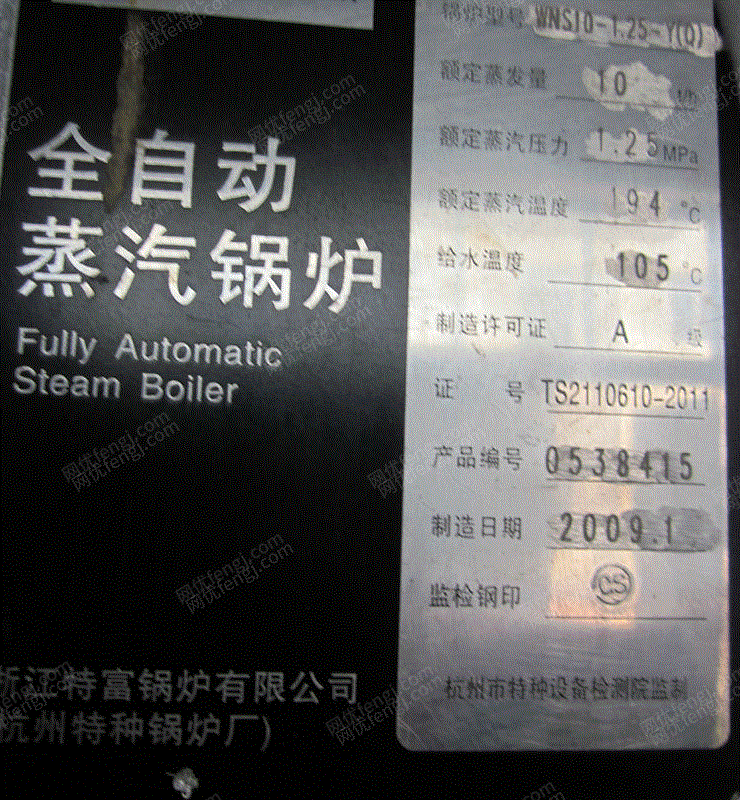 全自动
蒸汽锅炉
Fully Automatic
Steam Boiler
浙江特富锅炉有限公司
杭州特种锅炉厂)
锅炉型号 WNS10-1.25-Y(Q)
额定蒸发量 10 t/h
额定蒸汽压力 1.25 MPa
额定蒸汽温度 194 °C
给水温度 105 °C
制造许可证 A 级
证 号 TS2110610-2011
产品编号 0538415
制造日期 2009.1
监检钢印 CS
杭州市特种设备检测院监制
网优fengj.com